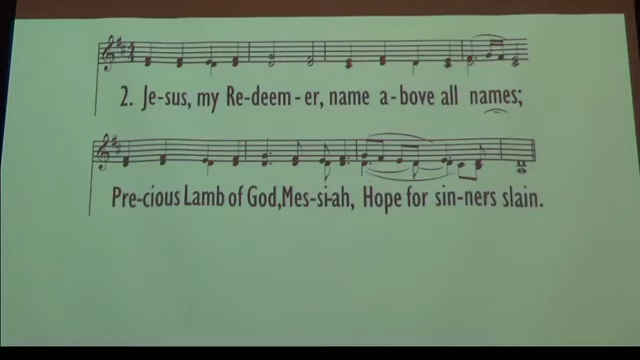 2. Je-sus, my Re-deem-er, name a-bove all names;
Pre-cious Lamb of God, Mes-si-ah, Hope for sin-ners slain.